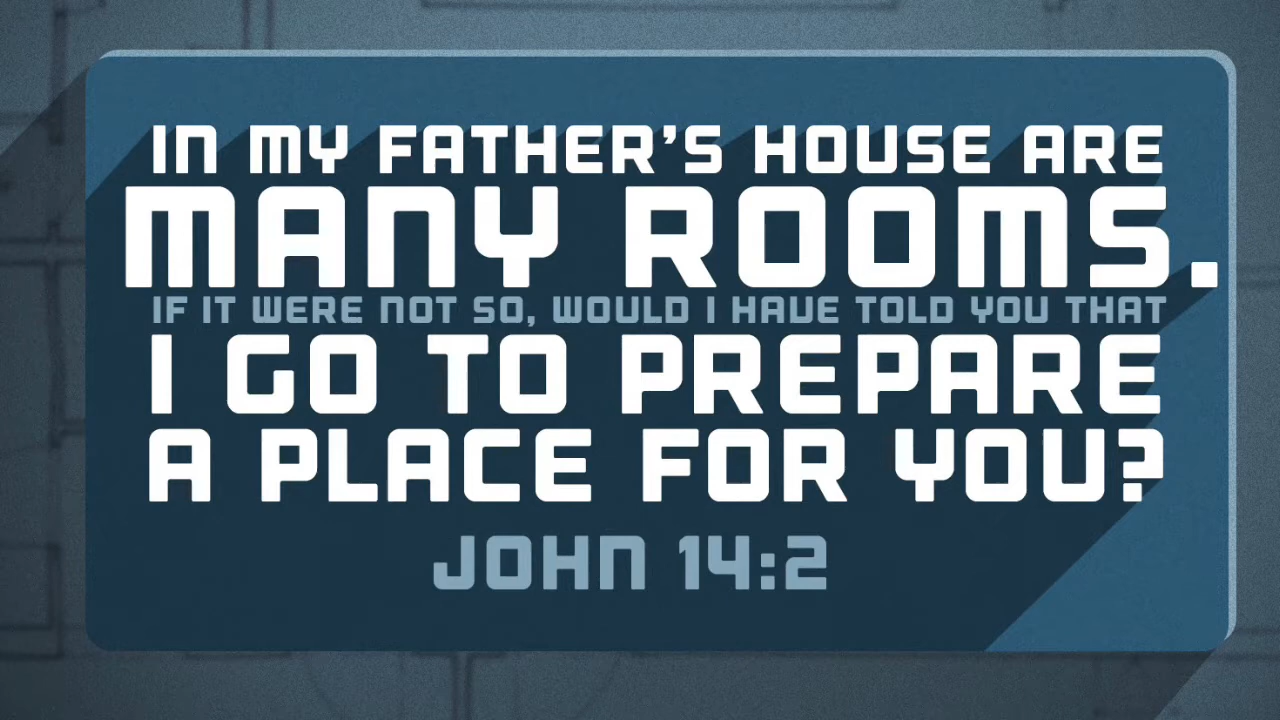 IN MY FATHER'S HOUSE ARE
MANY ROOMS.
IF IT WERE NOT SO, WOULD I HAVE TOLD YOU THAT
I GO TO PREPARE
A PLACE FOR YOU?
JOHN 14:2